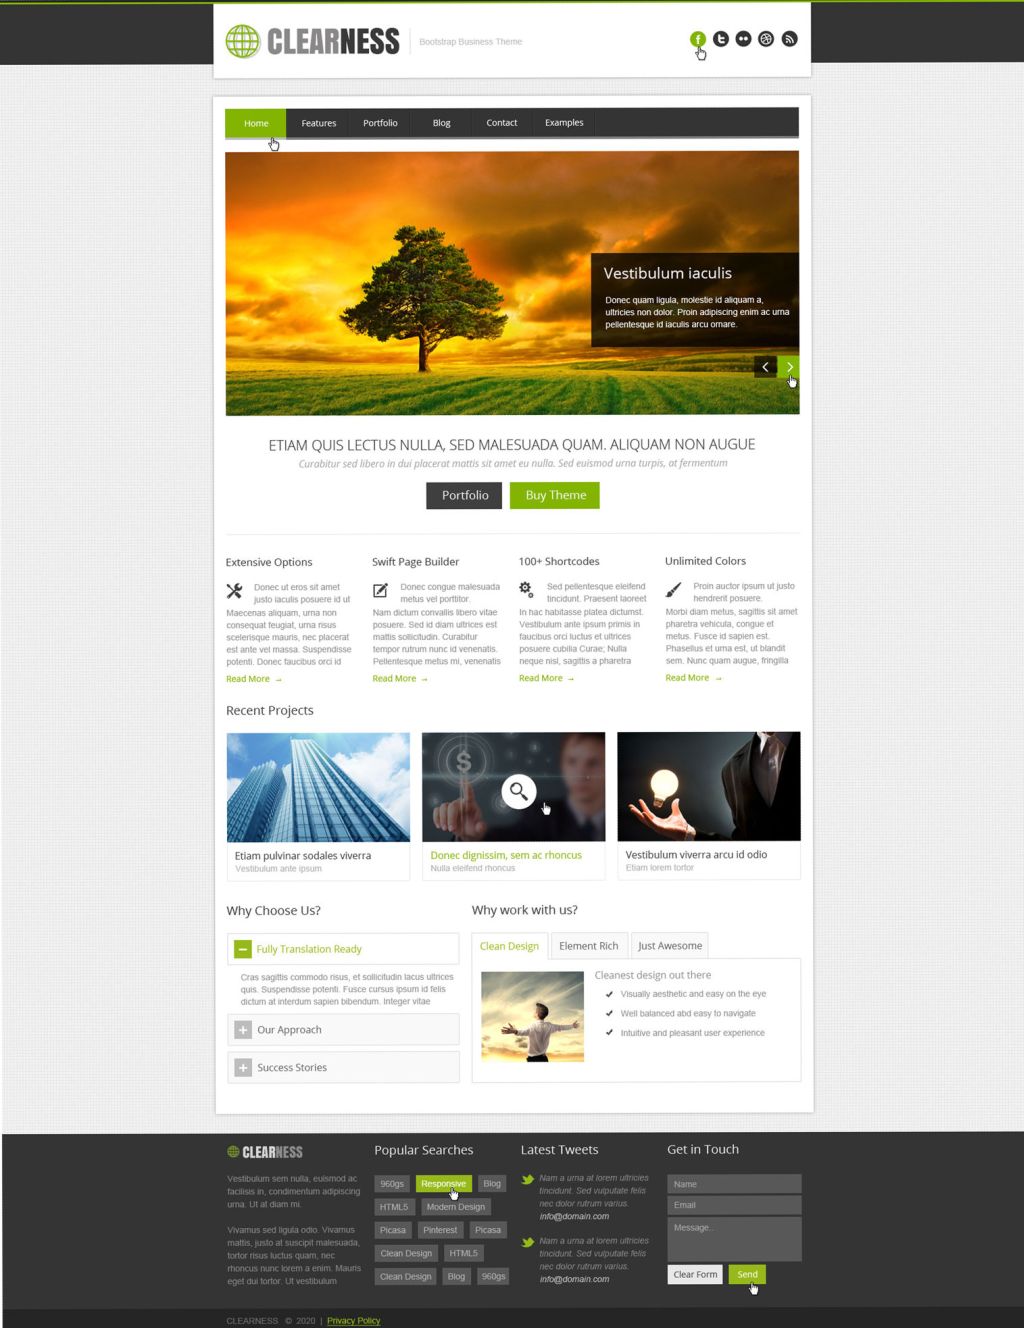 CLEARNESS
Bootstrap Business Theme
Home
Features
Portfolio
Blog
Contact
Examples
Vestibulum iaculis
Donec quam ligula, molestie id aliquam a,
ultricies non dolor. Proin adipiscing enim ac urna
pellentesque id iaculis arcu ornare.
ETIAM QUIS LECTUS NULLA, SED MALESUADA QUAM. ALIQUAM NON AUGUE
Curabitur sed libero in dui placerat mattis sit amet eu nulla. Sed euismod urna turpis, at fermentum
Portfolio
Buy Theme
Extensive Options
Donec ut eros sit amet
justo iaculis posuere id ut
Maecenas aliquam, urna non
consequat feugiat, urna risus
scelerisque mauris, nec placerat
est ante vel massa. Suspendisse
potenti. Donec faucibus orci id
Read More →
Swift Page Builder
Donec congue malesuada
metus vel porttitor.
Nam dictum convallis libero vitae
posuere. Sed id diam ultrices est
mattis sollicitudin. Curabitur
tempor rutrum nunc id venenatis.
Pellentesque metus mi, venenatis
Read More →
100+ Shortcodes
Sed pellentesque eleifend
tincidunt. Praesent laoreet
In hac habitasse platea dictumst.
Vestibulum ante ipsum primis in
faucibus orci luctus et ultrices
posuere cubilia Curae; Nulla
neque nisl, sagittis a pharetra
Read More →
Unlimited Colors
Proin auctor ipsum ut justo
hendrerit posuere.
Morbi diam metus, sagittis sit amet
pharetra vehicula, congue et
metus. Fusce id sapien est.
Phasellus et urna est, ut blandit
sem. Nunc quam augue, fringilla
Read More →
Recent Projects
Etiam pulvinar sodales viverra
Vestibulum ante ipsum
$
Donec dignissim, sem ac rhoncus
Nulla eleifend rhoncus
Vestibulum viverra arcu id odio
Etiam lorem tortor
Why Choose Us?
Fully Translation Ready
Cras sagittis commodo risus, et sollicitudin lacus ultrices
quis. Suspendisse potenti. Fusce cursus ipsum id felis
dictum at interdum sapien bibendum. Integer vitae
Our Approach
Success Stories
Why work with us?
Clean Design
Element Rich
Just Awesome
Cleanest design out there
Visually aesthetic and easy on the eye
Well balanced abd easy to navigate
Intuitive and pleasant user experience
CLEARNESS
Vestibulum sem nulla, euismod ac
facilisis in, condimentum adipiscing
urna. Ut at diam mi.
Vivamus sed ligula odio. Vivamus
mattis, justo at suscipit malesuada,
tortor risus luctus quam, nec
rhoncus nunc lorem a enim. Mauris
eget dui tortor. Ut vestibulum
Popular Searches
960gs
Responsive
Blog
HTML5
Modern Design
Picasa
Pinterest
Picasa
Clean Design
HTML5
Clean Design
Blog
960gs
Latest Tweets
Nam a urna at lorem ultricies
tincidunt. Sed vulputate felis
nec dolor rutrum varius.
info@domain.com
Nam a urna at lorem ultricies
tincidunt. Sed vulputate felis
nec dolor rutrum varius.
info@domain.com
Get in Touch
Name
Email
Message..
Clear Form
Send
CLEARNESS © 2020 | Privacy Policy